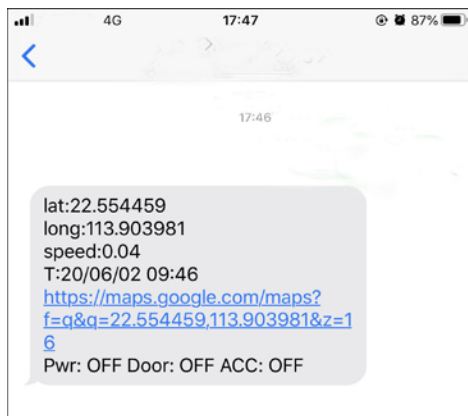 4G 17:47 87%
17:46
lat:22.554459
long:113.903981
speed:0.04
T:20/06/02 09:46
https://maps.google.com/maps?
f=q&q=22.554459,113.903981&z=1
6
Pwr: OFF Door: OFF ACC: OFF